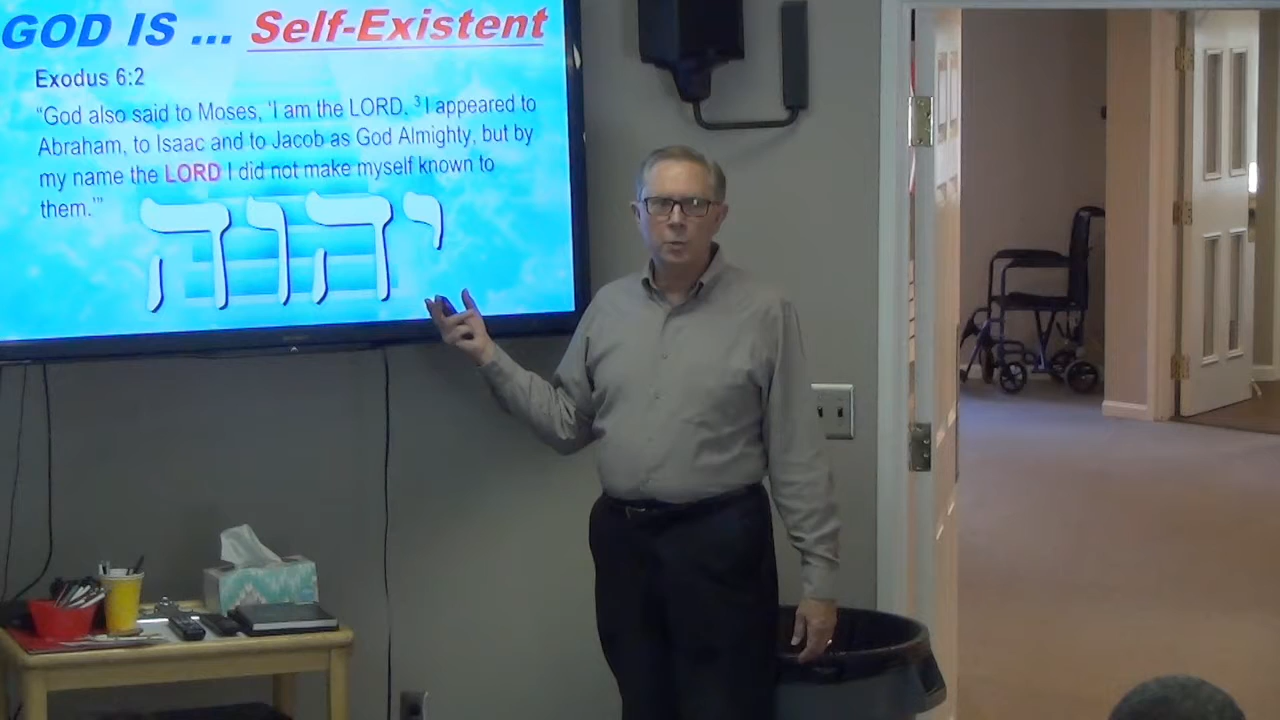 GOD IS ... Self-Existent
Exodus 6:2
“God also said to Moses, ‘I am the LORD. ³ I appeared to
Abraham, to Isaac and to Jacob as God Almighty, but by
my name the LORD I did not make myself known to
them.’”
יהוה